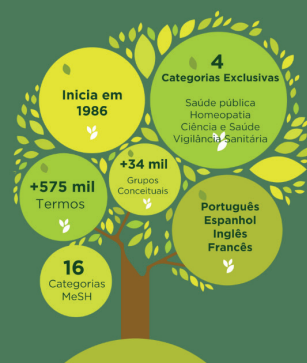 Inicia em
1986
4
Categorias Exclusivas
Saúde pública
Homeopatia
Ciência e Saúde
Vigilância Sanitária
+575 mil
Termos
+34 mil
Grupos
Conceituais
Português
Espanhol
Inglês
Francês
16
Categorias
MeSH